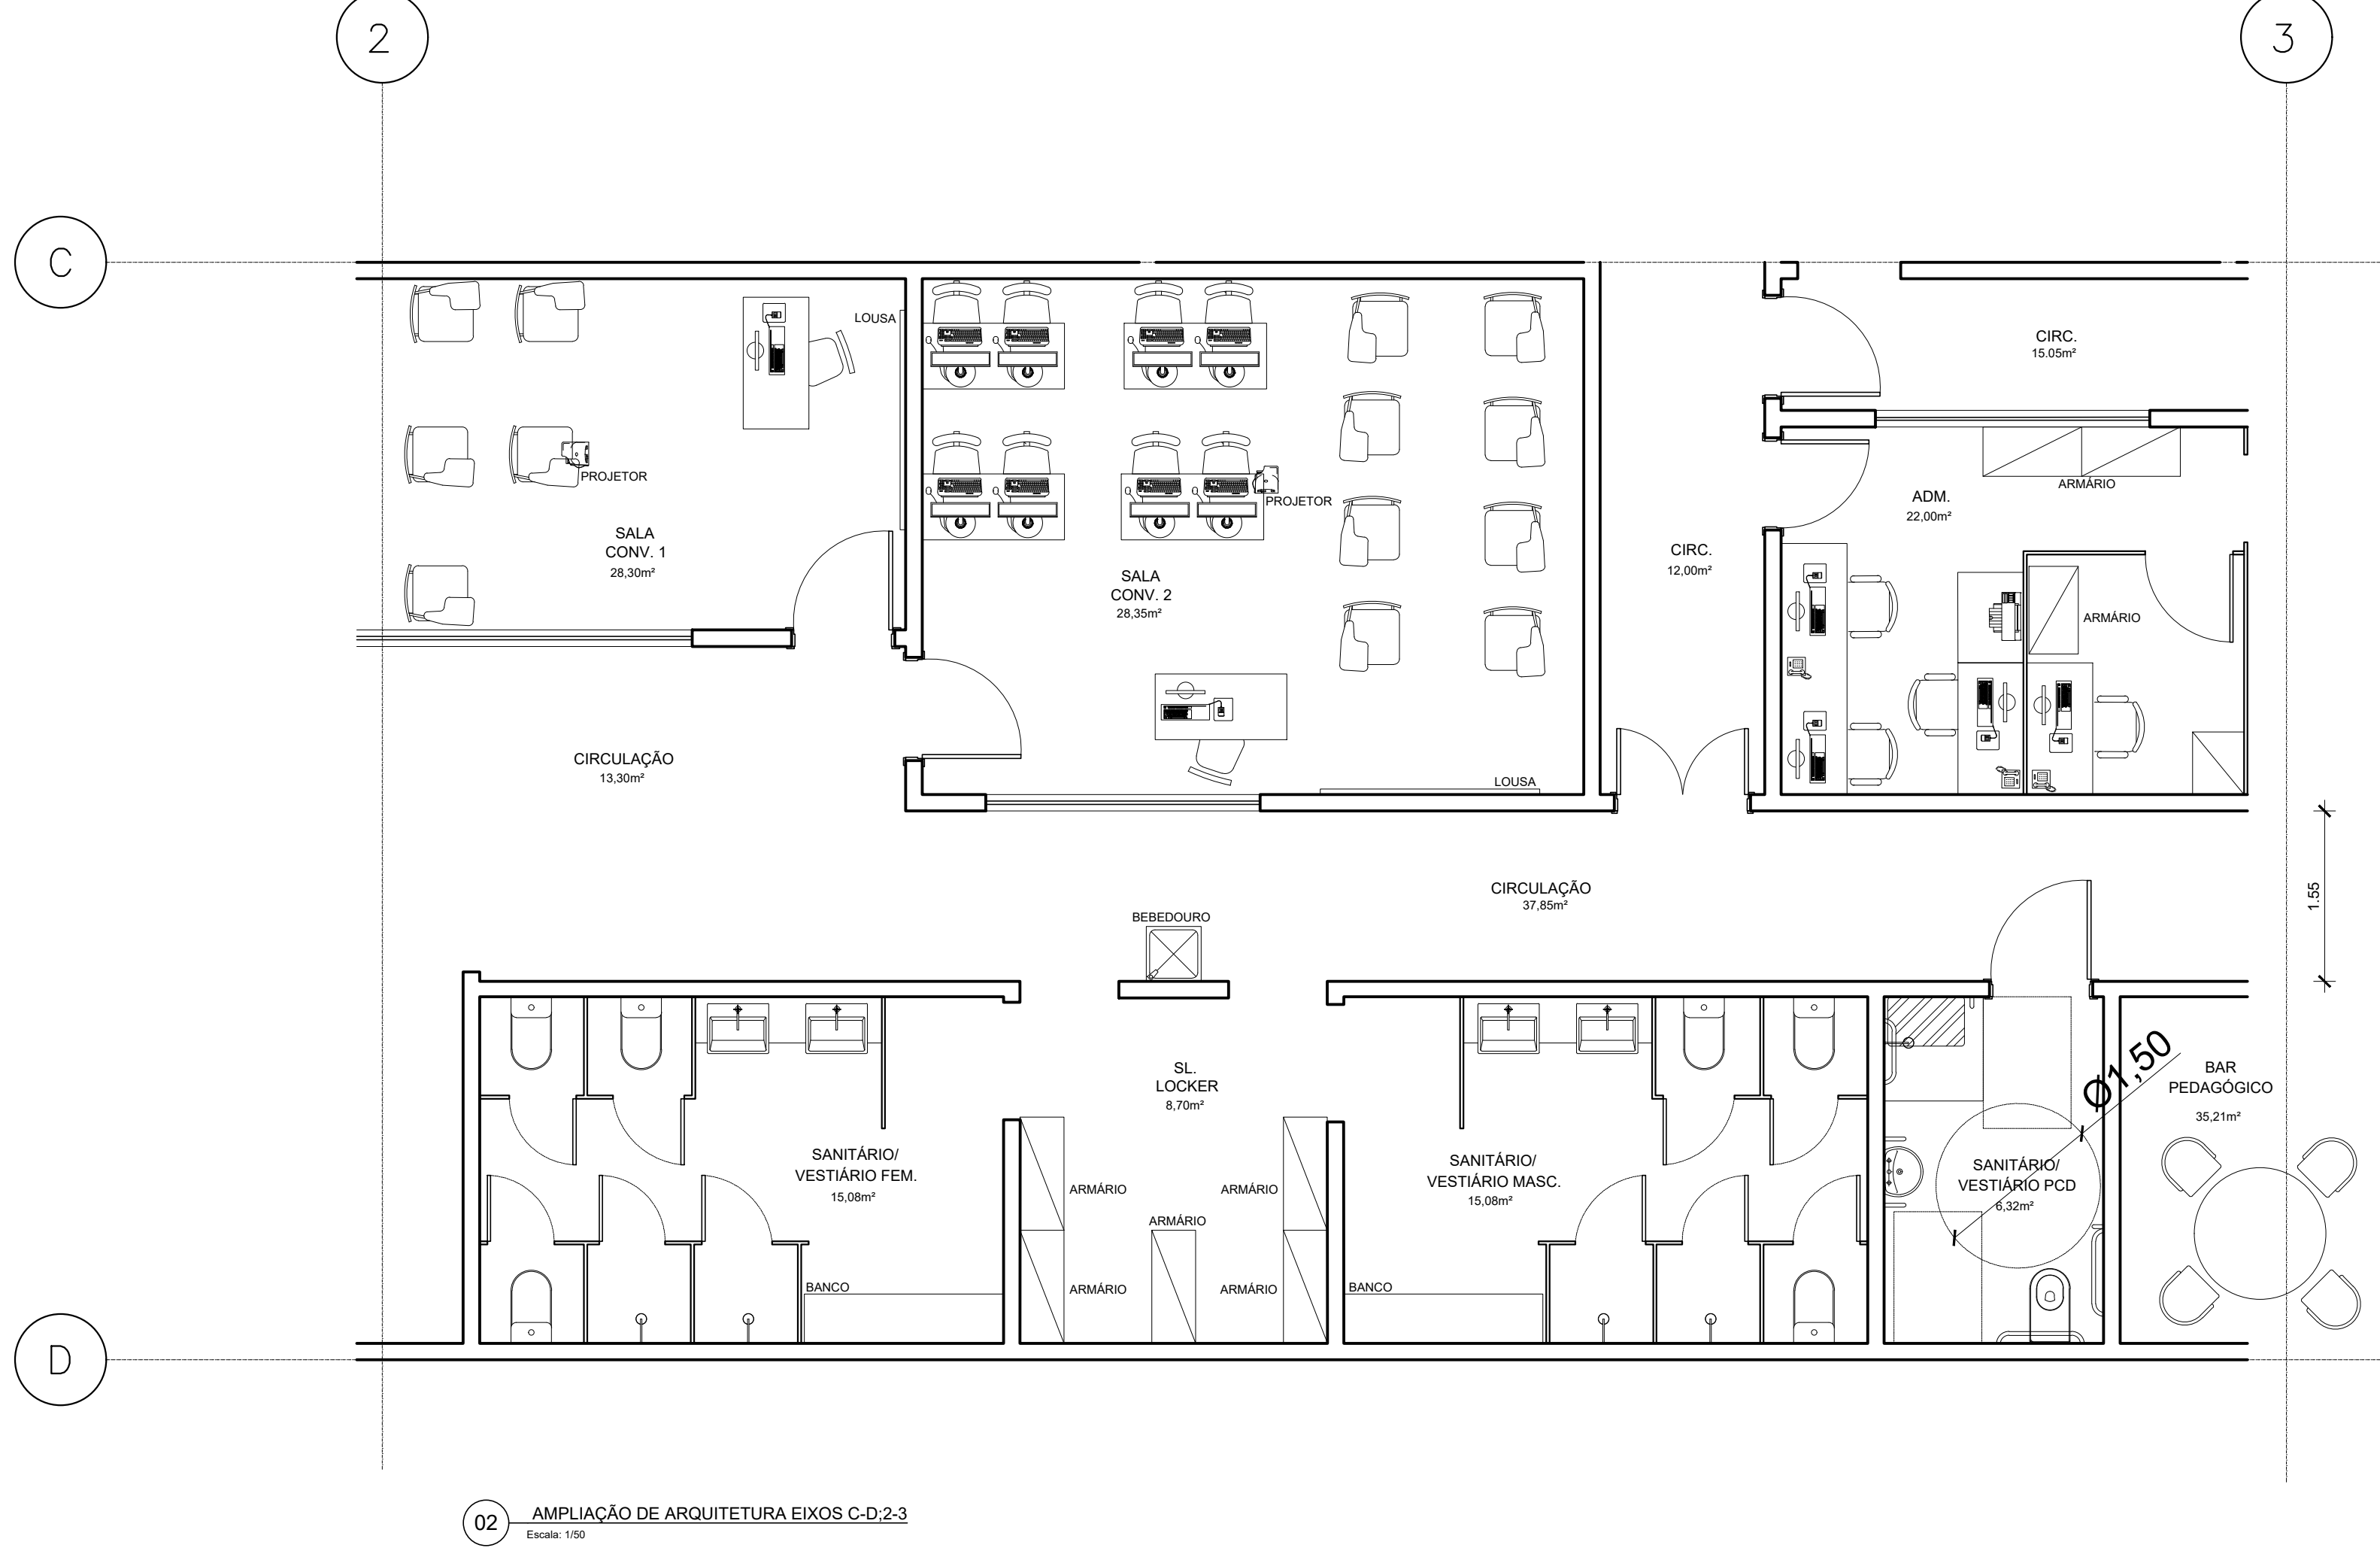 2
3
C
LOUSA
CIRC.
15.05m²
PROJETOR
PROJETOR
ARMÁRIO
ADM.
22,00m²
SALA
CONV. 1
28,30m²
SALA
CONV. 2
28,35m²
CIRC.
12,00m²
ARMÁRIO
CIRCULAÇÃO
13,30m²
LOUSA
CIRCULAÇÃO
37,85m²
1.55
BEBEDOURO
SL.
LOCKER
8,70m²
Ø1,50
BAR
PEDAGÓGICO
35,21m²
SANITÁRIO/
VESTIÁRIO FEM.
15,08m²
ARMÁRIO
ARMÁRIO
ARMÁRIO
SANITÁRIO/
VESTIÁRIO MASC.
15,08m²
SANITÁRIO/
VESTIÁRIO PCD
6,32m²
BANCO
ARMÁRIO
ARMÁRIO
BANCO
D
02
AMPLIAÇÃO DE ARQUITETURA EIXOS C-D;2-3
Escala: 1/50